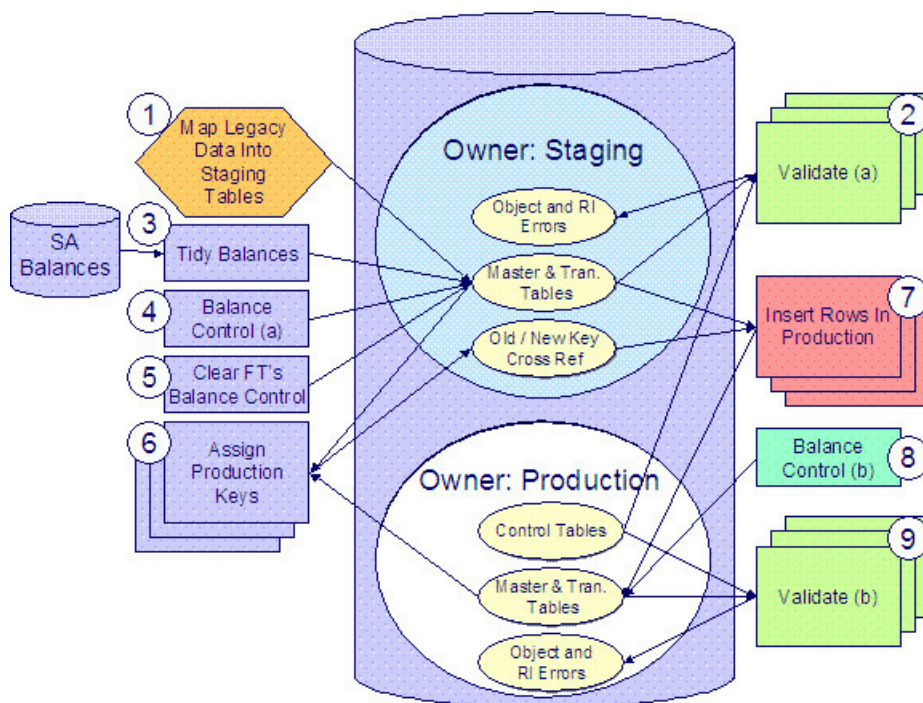 1
Map Legacy
Data Into
Staging
Tables
SA
Balances
3
Tidy Balances
4
Balance
Control (a)
5
Clear FT's
Balance Control
6
Assign
Production
Keys
Owner: Staging
Object and RI
Errors
Master & Tran.
Tables
Old / New Key
Cross Ref
Owner: Production
Control Tables
Master & Tran.
Tables
Object and
RI Errors
2
Validate (a)
7
Insert Rows In
Production
Balance
Control (b)
8
9
Validate (b)